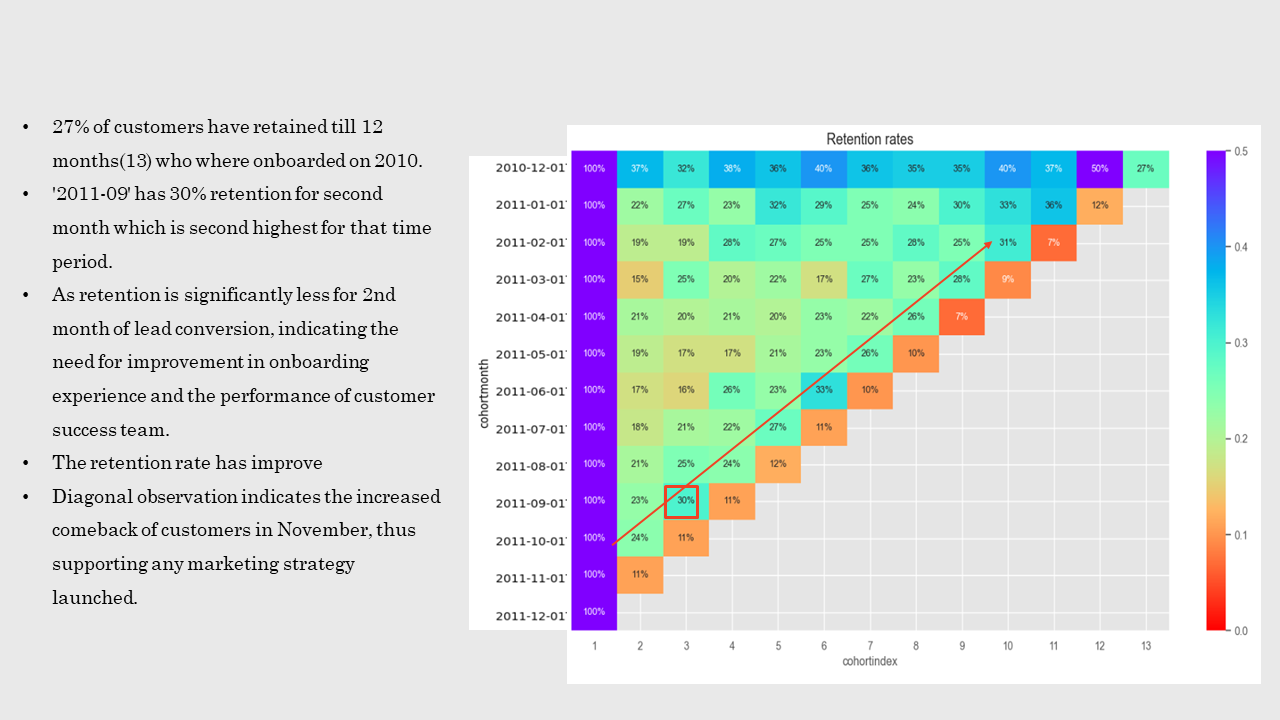 • 27% of customers have retained till 12
months(13) who where onboarded on 2010.
• '2011-09' has 30% retention for second
month which is second highest for that time
period.
• As retention is significantly less for 2nd
month of lead conversion, indicating the
need for improvement in onboarding
experience and the performance of customer
success team.
• The retention rate has improve
• Diagonal observation indicates the increased
comeback of customers in November, thus
supporting any marketing strategy
launched.
Retention rates
cohortmonth
2010-12-01 100% 37% 32% 38% 36% 40% 36% 35% 35% 40% 37% 50% 27%
2011-01-01 100% 22% 27% 23% 32% 29% 25% 24% 30% 33% 36% 12%
2011-02-01 100% 19% 19% 28% 27% 25% 25% 28% 25% 31% 7%
2011-03-01 100% 15% 25% 20% 22% 17% 27% 23% 28% 9%
2011-04-01 100% 21% 20% 21% 20% 23% 22% 26% 7%
2011-05-01 100% 19% 17% 17% 21% 23% 26% 10%
2011-06-01 100% 17% 16% 26% 23% 33% 10%
2011-07-01 100% 18% 21% 22% 27% 11%
2011-08-01 100% 21% 25% 24% 12%
2011-09-01 100% 23% 30% 11%
2011-10-01 100% 24% 11%
2011-11-01 100% 11%
2011-12-01 100%
1 2 3 4 5 6 7 8 9 10 11 12 13
cohortindex
0.5
0.4
0.3
0.2
0.1
0.0